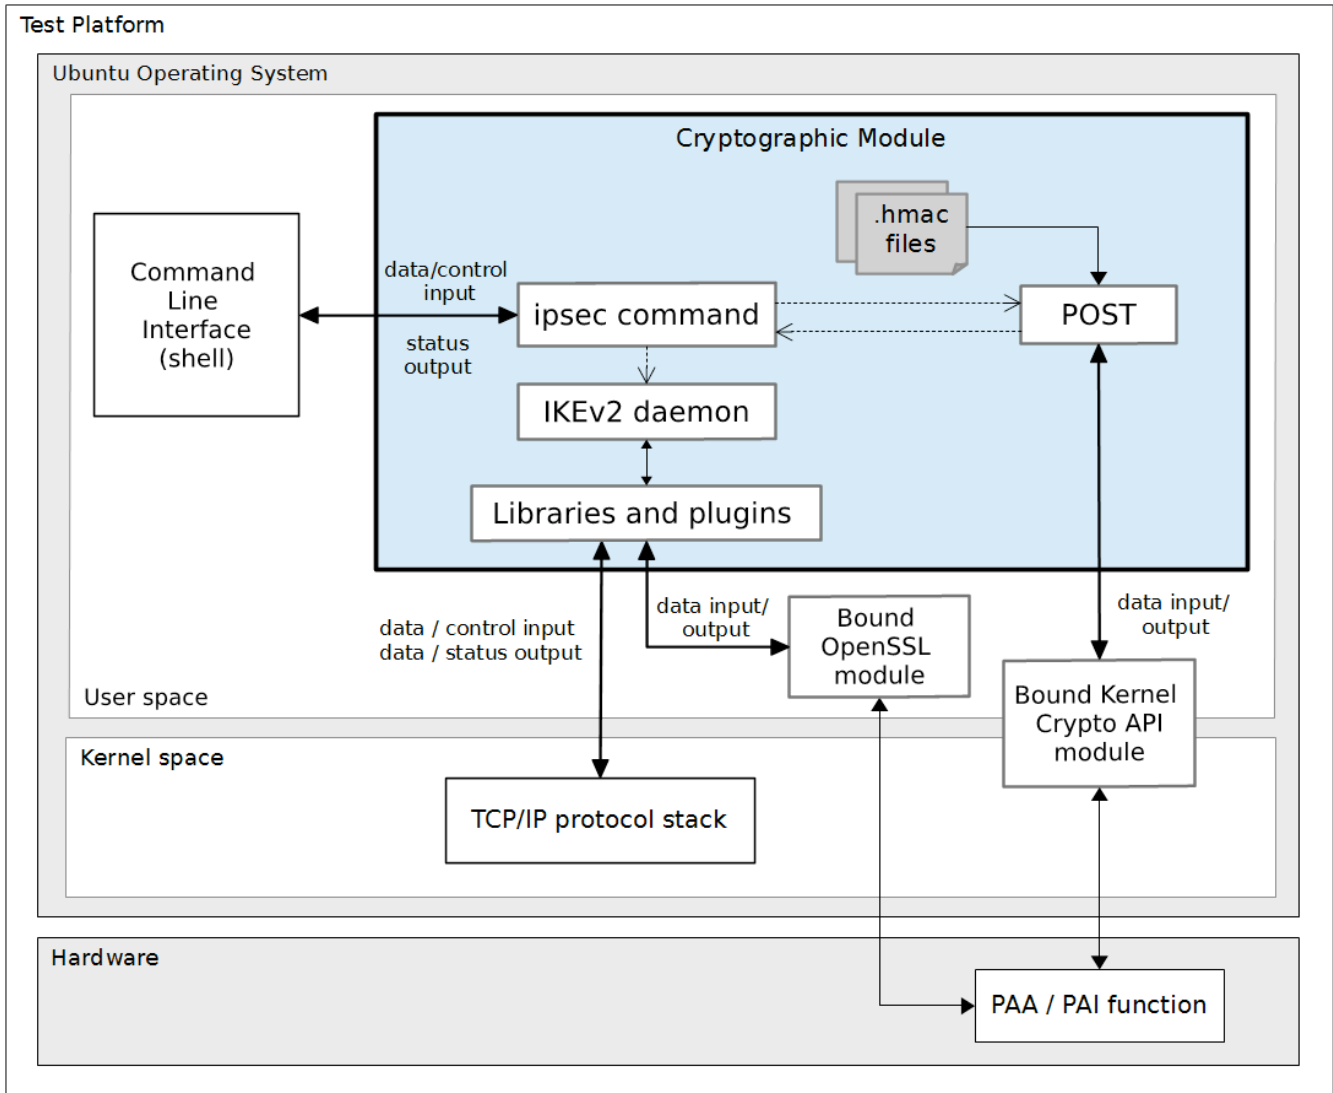 Test Platform
Ubuntu Operating System
Cryptographic Module
.hmac
files
Command
Line
Interface
(shell)
data/control
input
status
output
ipsec command
POST
IKEv2 daemon
Libraries and plugins
data / control input
data / status output
data input/
output
Bound
OpenSSL
module
data input/
output
Bound Kernel
Crypto API
module
User space
Kernel space
TCP/IP protocol stack
Hardware
PAA / PAI function